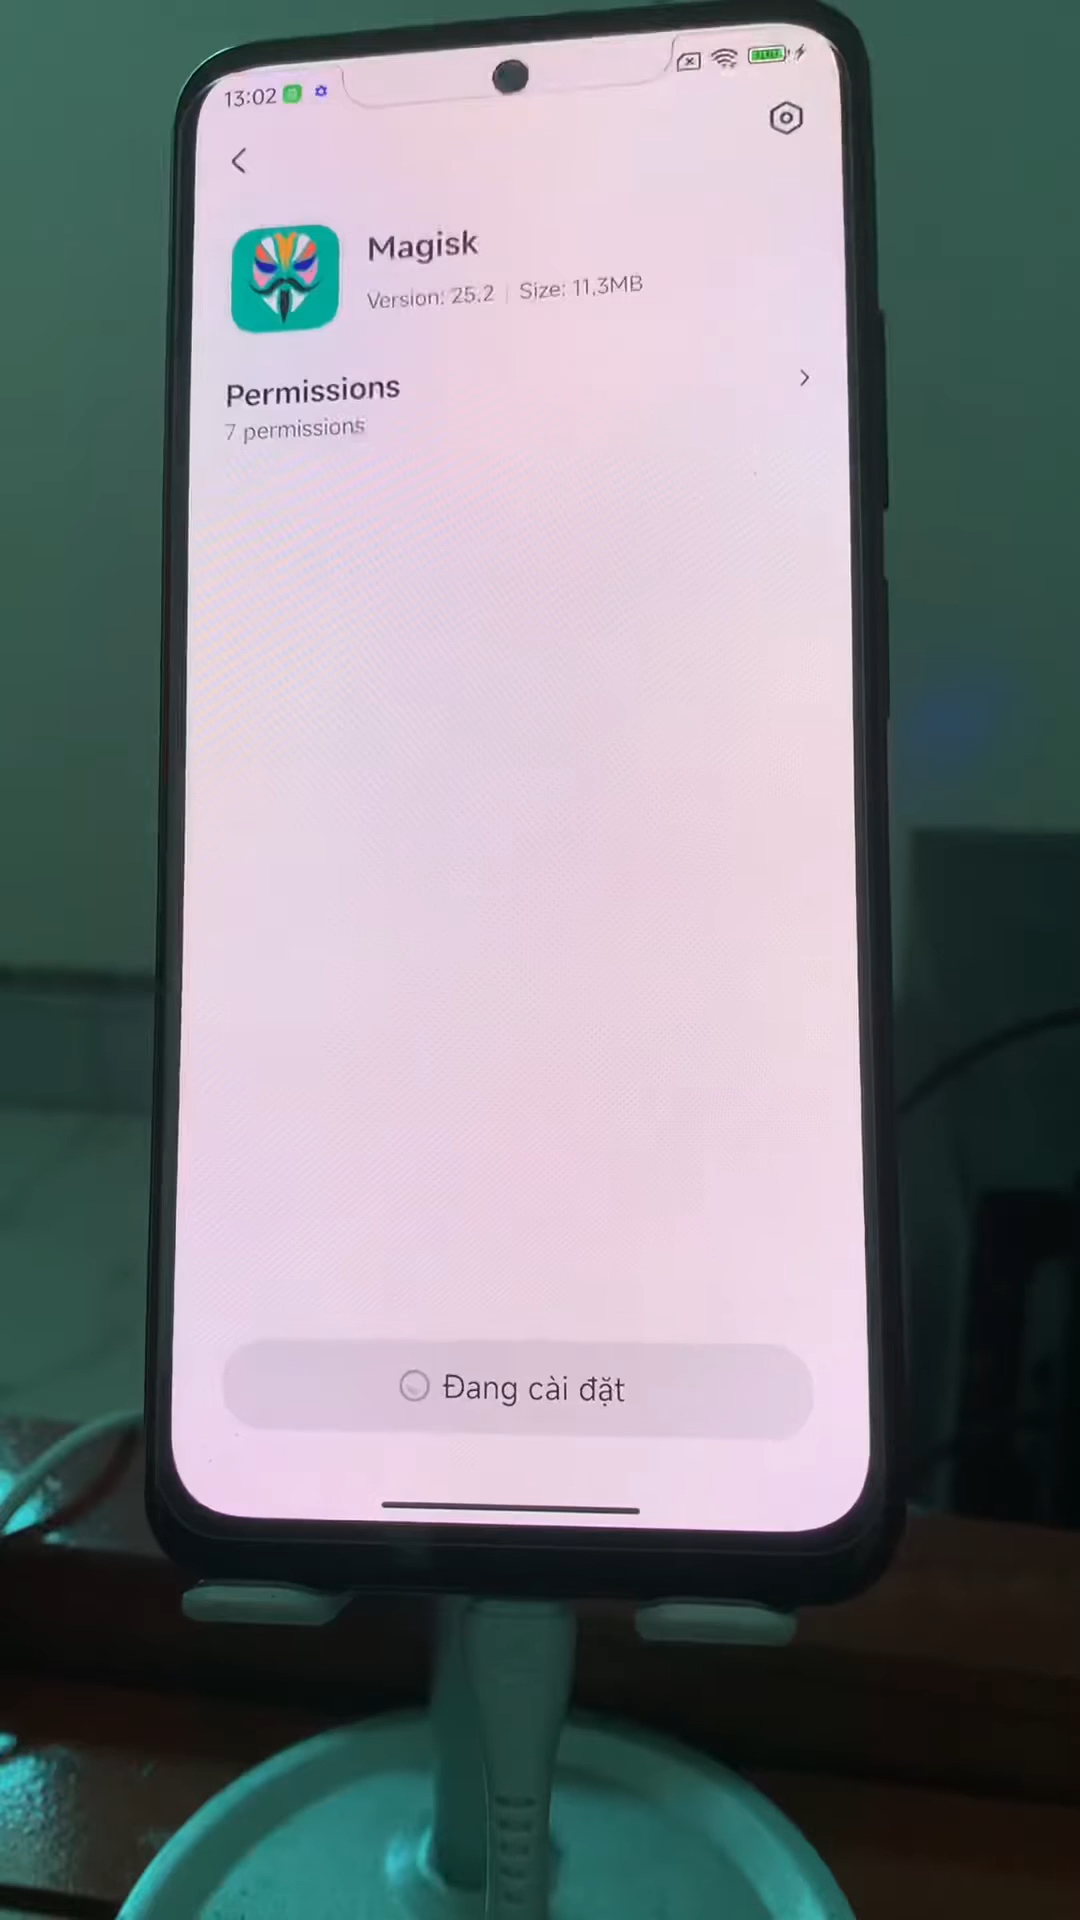 13:02
Magisk
Version: 25.2 | Size: 11,3MB
Permissions
7 permissions
Đang cài đặt